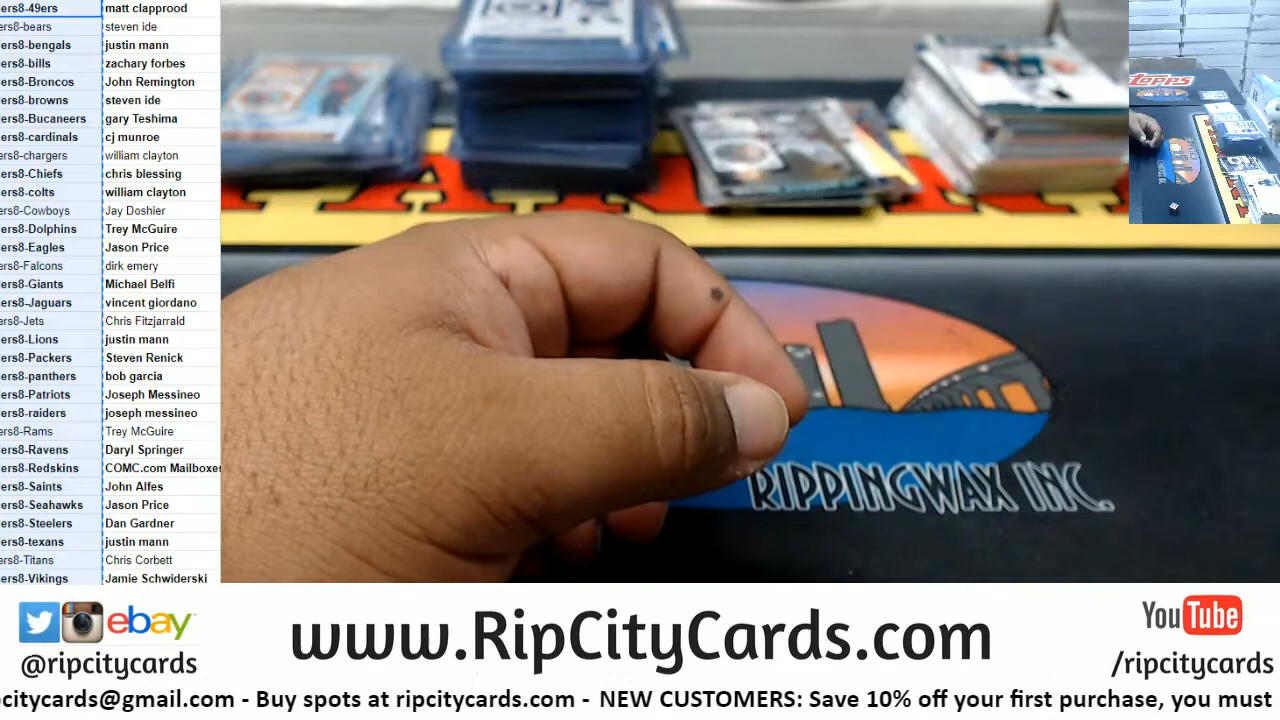 ers8-49ers matt clapprood
ers8-bears steven ide
ers8-bengals justin mann
ers8-bills zachary forbes
ers8-Broncos John Remington
ers8-browns steven ide
ers8-Bucaneers gary Teshima
ers8-cardinals cj munroe
ers8-chargers william clayton
ers8-Chiefs chris blessing
ers8-colts william clayton
ers8-Cowboys Jay Doshier
ers8-Dolphins Trey McGuire
ers8-Eagles Jason Price
ers8-Falcons dirk emery
ers8-Giants Michael Belfi
ers8-Jaguars vincent giordano
ers8-Jets Chris Fitzjarrald
ers8-Lions justin mann
ers8-Packers Steven Renick
ers8-panthers bob garcia
ers8-Patriots Joseph Messineo
ers8-raiders joseph messineo
ers8-Rams Trey McGuire
ers8-Ravens Daryl Springer
ers8-Redskins COMC.com Mailboxes
ers8-Saints John Alfes
ers8-Seahawks Jason Price
ers8-Steelers Dan Gardner
ers8-texans justin mann
ers8-Titans Chris Corbett
ers8-Vikings Jamie Schwiderski
Topps
RIPPINGWAX INC.
ebay
@ripcitycards
www.RipCityCards.com
YouTube
/ripcitycards
citycards@gmail.com - Buy spots at ripcitycards.com - NEW CUSTOMERS: Save 10% off your first purchase, you must